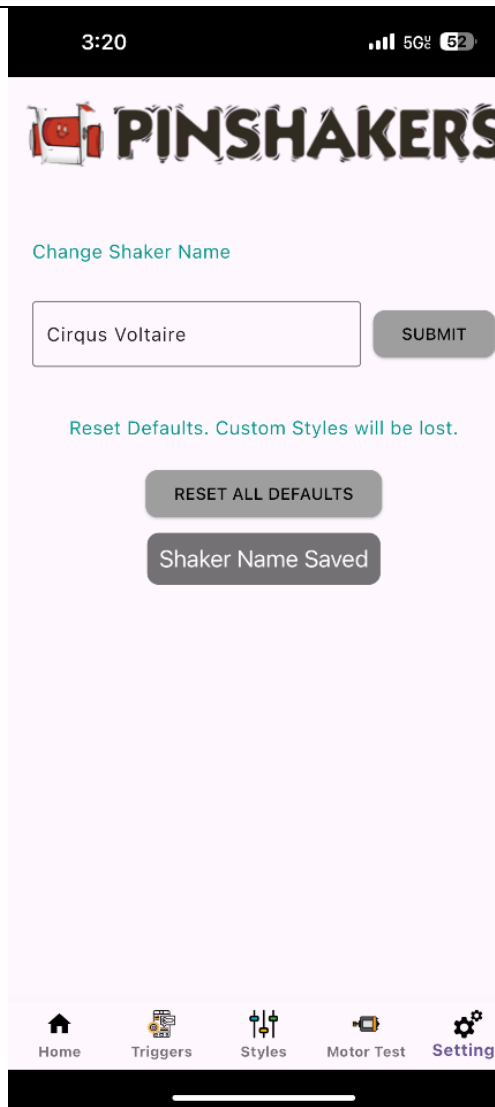 3:20 5G 52
PINSHAKERS
Change Shaker Name
Cirqus Voltaire SUBMIT
Reset Defaults. Custom Styles will be lost.
RESET ALL DEFAULTS
Shaker Name Saved
Home Triggers Styles Motor Test Setting